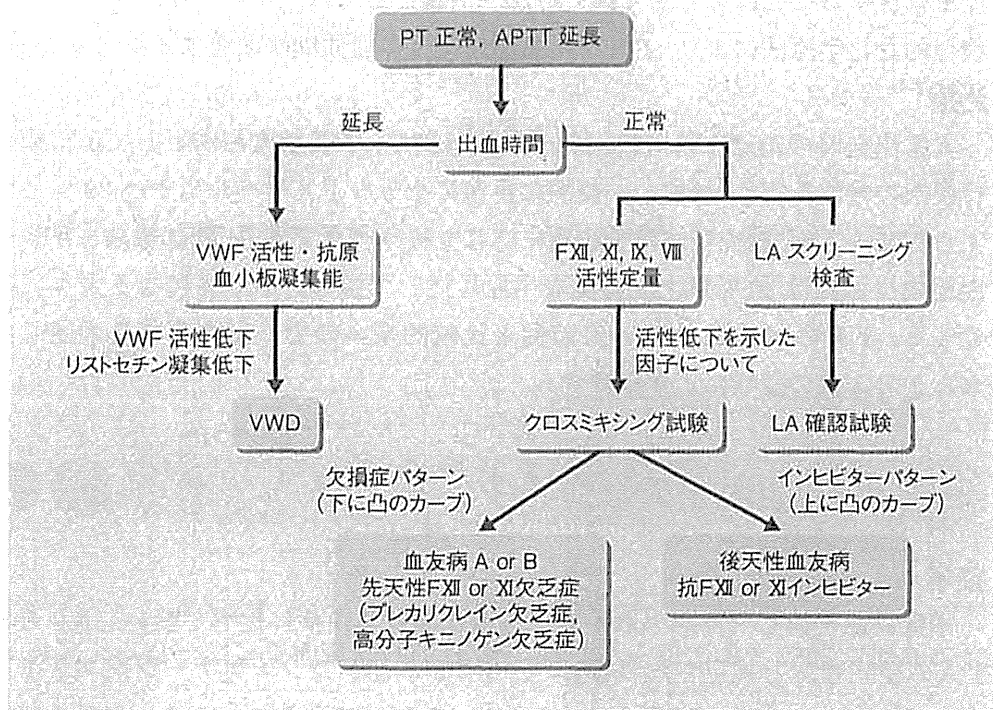 PT 正常, APTT 延長
延長
正常
出血時間
VWF 活性・抗原
血小板凝集能
FⅫ, Ⅺ, Ⅸ, Ⅷ
活性定量
LA スクリーニング
検査
VWF 活性低下
リストセチン凝集低下
活性低下を示した
因子について
VWD
クロスミキシング試験
LA 確認試験
欠損症パターン
（下に凸のカーブ）
インヒビターパターン
（上に凸のカーブ）
血友病 A or B
先天性FⅫ or Ⅺ欠乏症
（プレカリクレイン欠乏症,
高分子キニノゲン欠乏症）
後天性血友病
抗FⅫ or Ⅺインヒビター